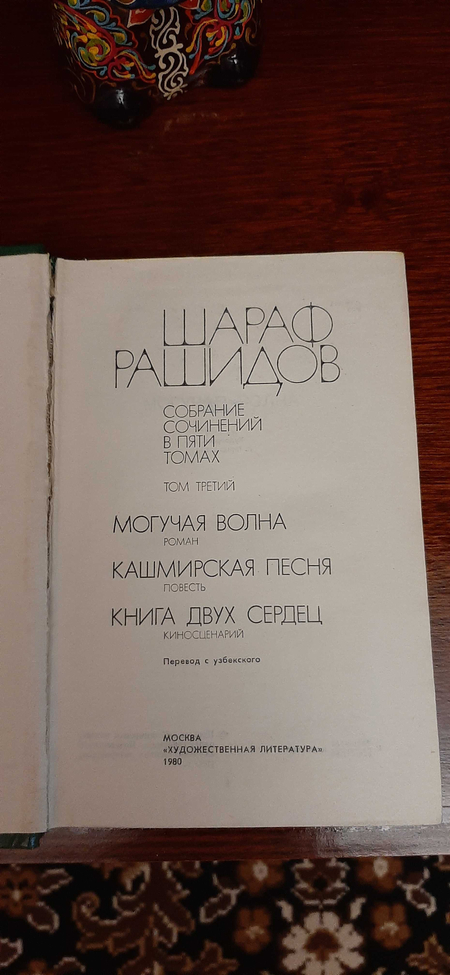 ШАРАФ
РАШИДОВ
СОБРАНИЕ
СОЧИНЕНИЙ
В ПЯТИ
ТОМАХ
ТОМ ТРЕТИЙ
МОГУЧАЯ ВОЛНА
РОМАН
КАШМИРСКАЯ ПЕСНЯ
ПОВЕСТЬ
КНИГА ДВУХ СЕРДЕЦ
КИНОСЦЕНАРИЙ
Перевод с узбекского
МОСКВА
«ХУДОЖЕСТВЕННАЯ ЛИТЕРАТУРА»
1980